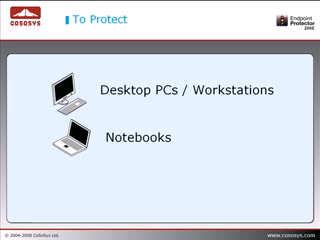 COSOSYS
To Protect
Endpoint
Protector
2008
Desktop PCs / Workstations
Notebooks
© 2004-2008 CoSoSys Ltd.
www.cososys.com